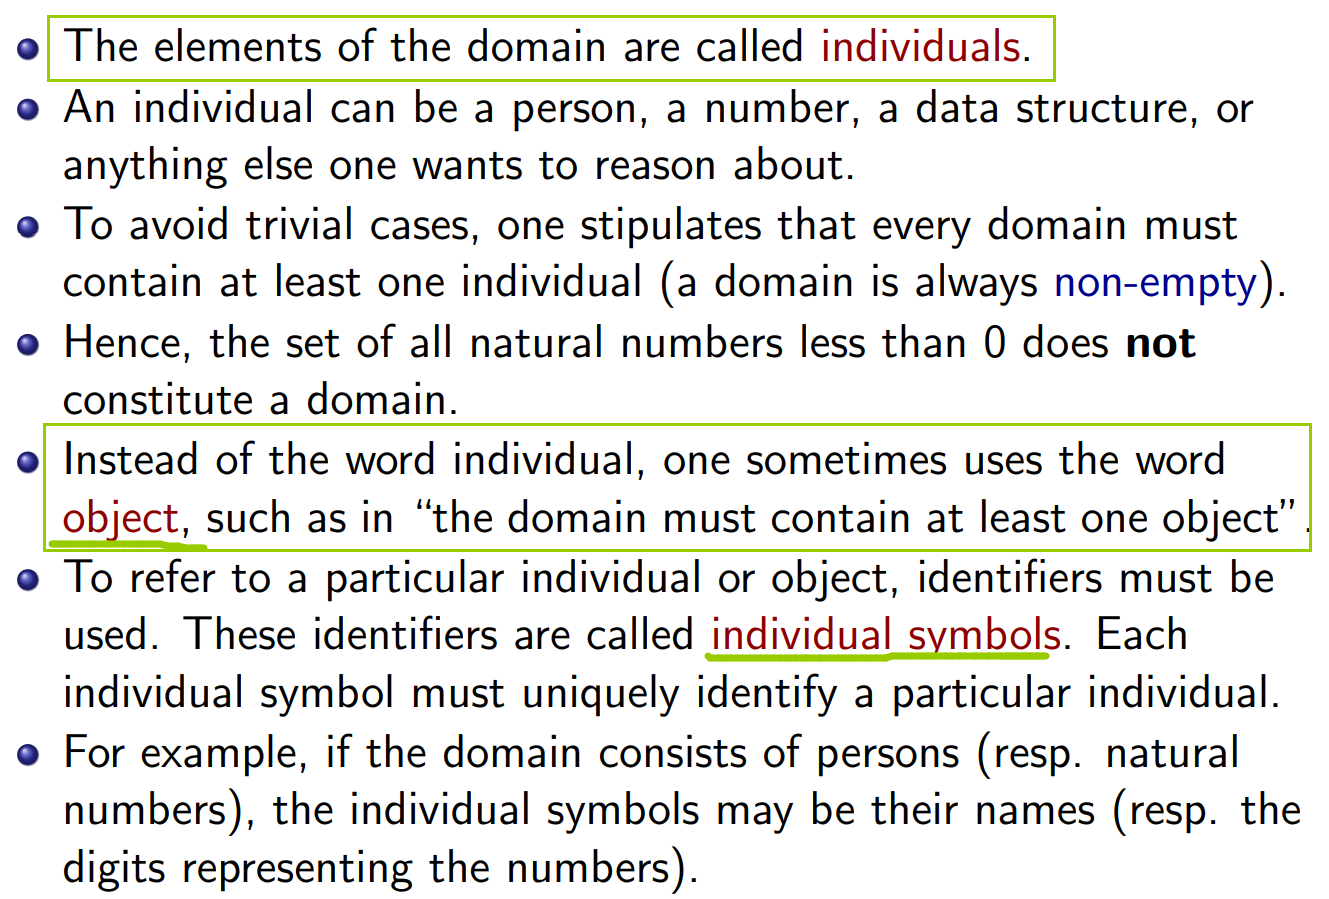 The elements of the domain are called individuals.
An individual can be a person, a number, a data structure, or
anything else one wants to reason about.
To avoid trivial cases, one stipulates that every domain must
contain at least one individual (a domain is always non-empty).
Hence, the set of all natural numbers less than 0 does not
constitute a domain.
Instead of the word individual, one sometimes uses the word
object, such as in “the domain must contain at least one object”.
To refer to a particular individual or object, identifiers must be
used. These identifiers are called individual symbols. Each
individual symbol must uniquely identify a particular individual.
For example, if the domain consists of persons (resp. natural
numbers), the individual symbols may be their names (resp. the
digits representing the numbers).